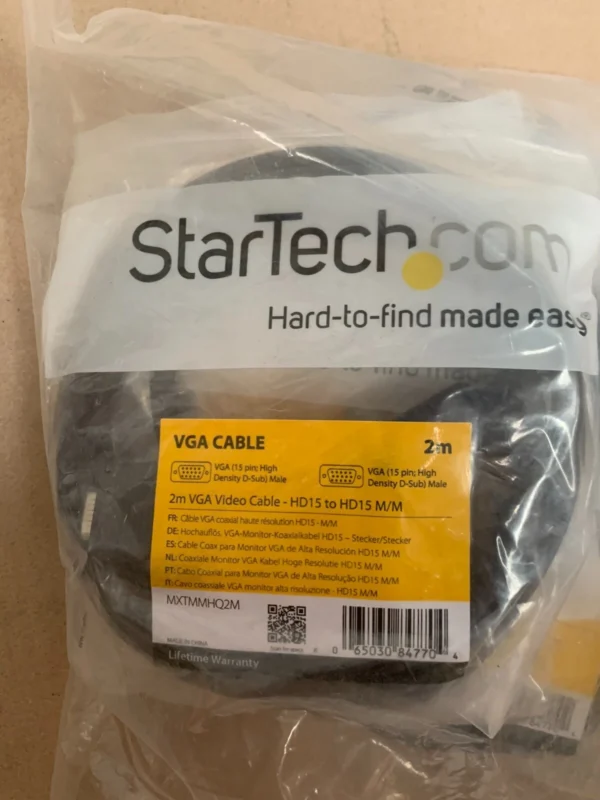 StarTech.com
Hard-to-find made easy®
VGA CABLE 2m
VGA (15 pin; High
Density D-Sub) Male
VGA (15 pin; High
Density D-Sub) Male
2m VGA Video Cable - HD15 to HD15 M/M
FR: Câble VGA coaxial haute résolution HD15 - M/M
DE: Hochauflös. VGA-Monitor-Koaxialkabel HD15 – Stecker/Stecker
ES: Cable Coax para Monitor VGA de Alta Resolución HD15 M/M
NL: Coaxiale Monitor VGA Kabel Hoge Resolutie HD15 M/M
PT: Cabo Coaxial para Monitor VGA de Alta Resolução HD15 M/M
IT: Cavo coassiale VGA monitor alta risoluzione - HD15 M/M
MXTMMHQ2M
MADE IN CHINA
0 65030 84770 4
Lifetime Warranty